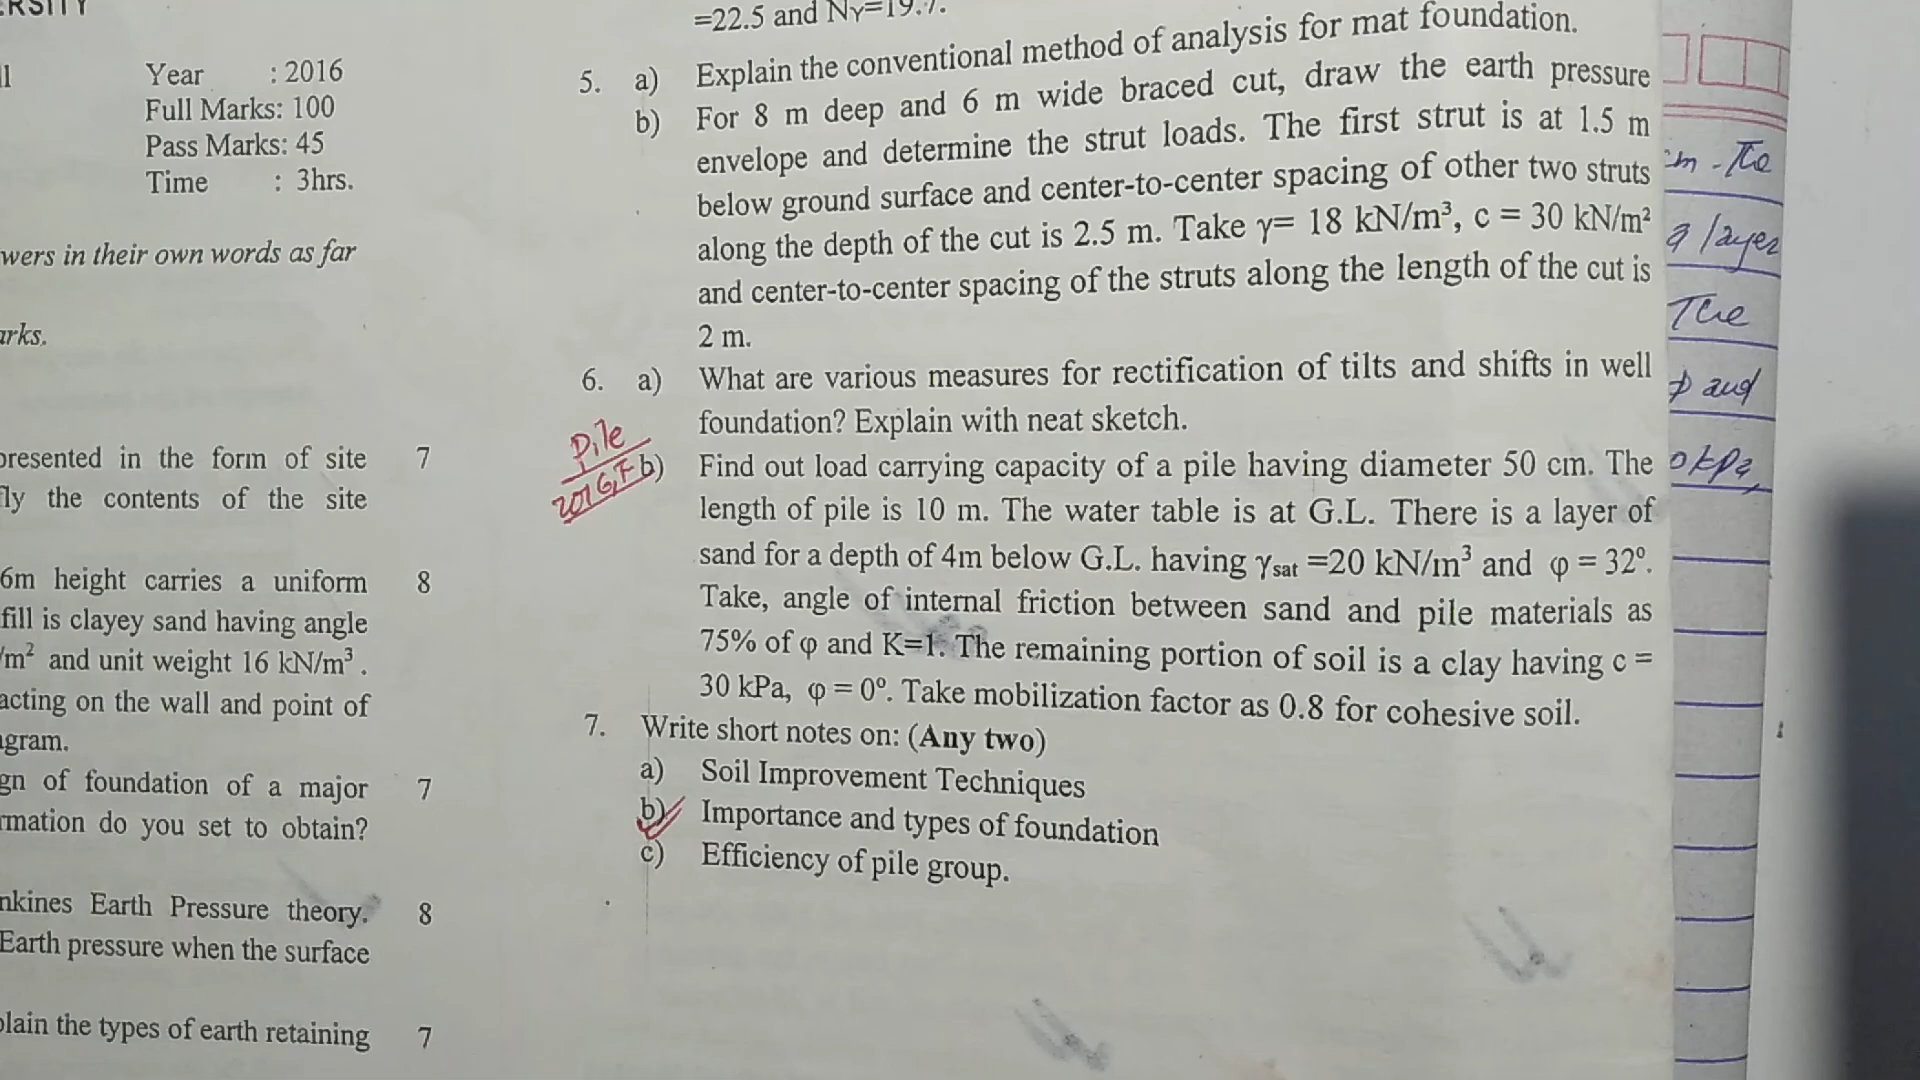 Year : 2016
Full Marks: 100
Pass Marks: 45
Time : 3hrs.
wers in their own words as far
arks.
presented in the form of site 7
fly the contents of the site
6m height carries a uniform 8
fill is clayey sand having angle
/m² and unit weight 16 kN/m³.
acting on the wall and point of
agram.
gn of foundation of a major 7
rmation do you set to obtain?
nkines Earth Pressure theory. 8
Earth pressure when the surface
plain the types of earth retaining 7
=22.5 and Nγ=19.7.
5. a) Explain the conventional method of analysis for mat foundation.
b) For 8 m deep and 6 m wide braced cut, draw the earth pressure
envelope and determine the strut loads. The first strut is at 1.5 m
below ground surface and center-to-center spacing of other two struts
along the depth of the cut is 2.5 m. Take γ= 18 kN/m³, c = 30 kN/m²
and center-to-center spacing of the struts along the length of the cut is
2 m.
6. a) What are various measures for rectification of tilts and shifts in well
foundation? Explain with neat sketch.
Pile
2016,F
b) Find out load carrying capacity of a pile having diameter 50 cm. The
length of pile is 10 m. The water table is at G.L. There is a layer of
sand for a depth of 4m below G.L. having γsat =20 kN/m³ and φ = 32⁰.
Take, angle of internal friction between sand and pile materials as
75% of φ and K=1. The remaining portion of soil is a clay having c =
30 kPa, φ = 0⁰. Take mobilization factor as 0.8 for cohesive soil.
7. Write short notes on: (Any two)
a) Soil Improvement Techniques
b) Importance and types of foundation
c) Efficiency of pile group.
m - The
a layer
The
φ and
0 kPa,